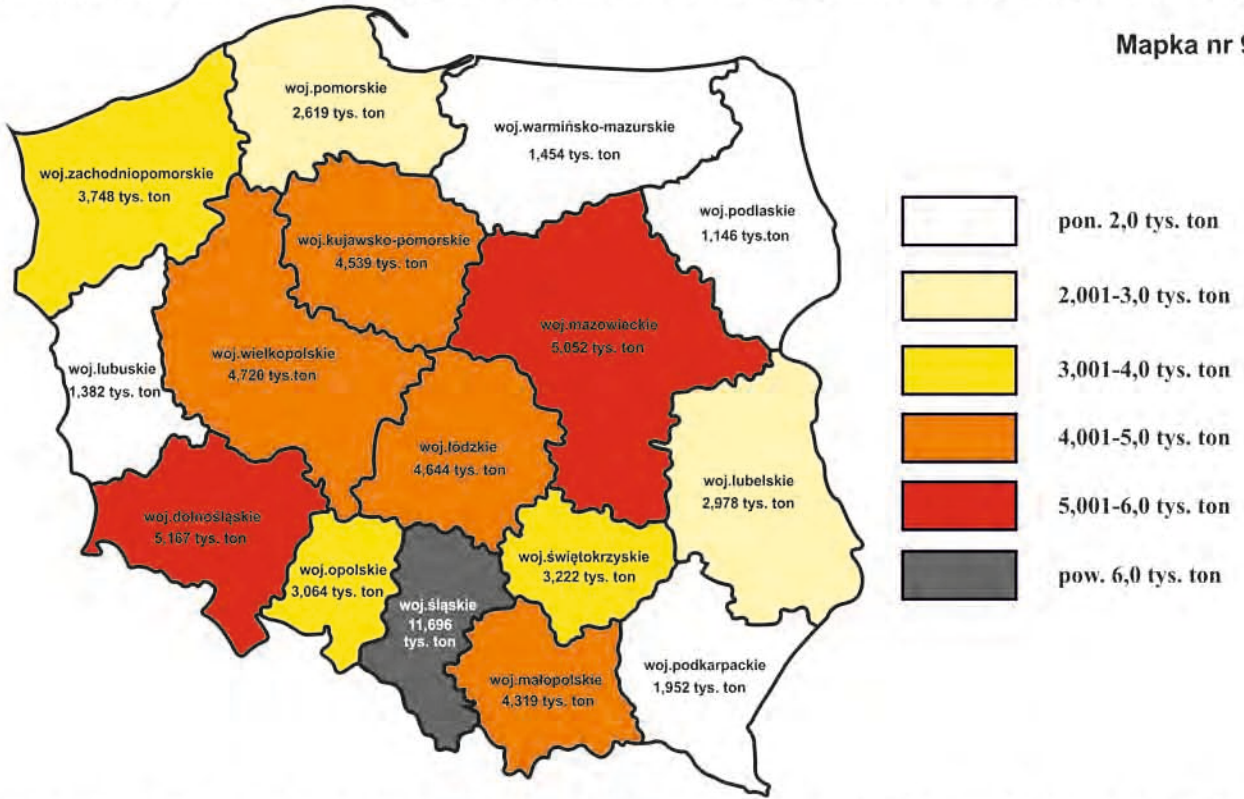 Mapka nr 9
woj.pomorskie
2,619 tys. ton
woj.warmińsko-mazurskie
1,454 tys. ton
woj.zachodniopomorskie
3,748 tys. ton
woj.podlaskie
1,146 tys.ton
woj.kujawsko-pomorskie
4,539 tys. ton
woj.mazowieckie
5,052 tys. ton
woj.wielkopolskie
4,720 tys.ton
woj.lubuskie
1,382 tys. ton
woj.łódzkie
4,644 tys. ton
woj.lubelskie
2,978 tys. ton
woj.dolnośląskie
5,167 tys. ton
woj.opolskie
3,064 tys. ton
woj.świętokrzyskie
3,222 tys. ton
woj.śląskie
11,696
tys. ton
woj.małopolskie
4,319 tys. ton
woj.podkarpackie
1,952 tys. ton
pon. 2,0 tys. ton
2,001-3,0 tys. ton
3,001-4,0 tys. ton
4,001-5,0 tys. ton
5,001-6,0 tys. ton
pow. 6,0 tys. ton